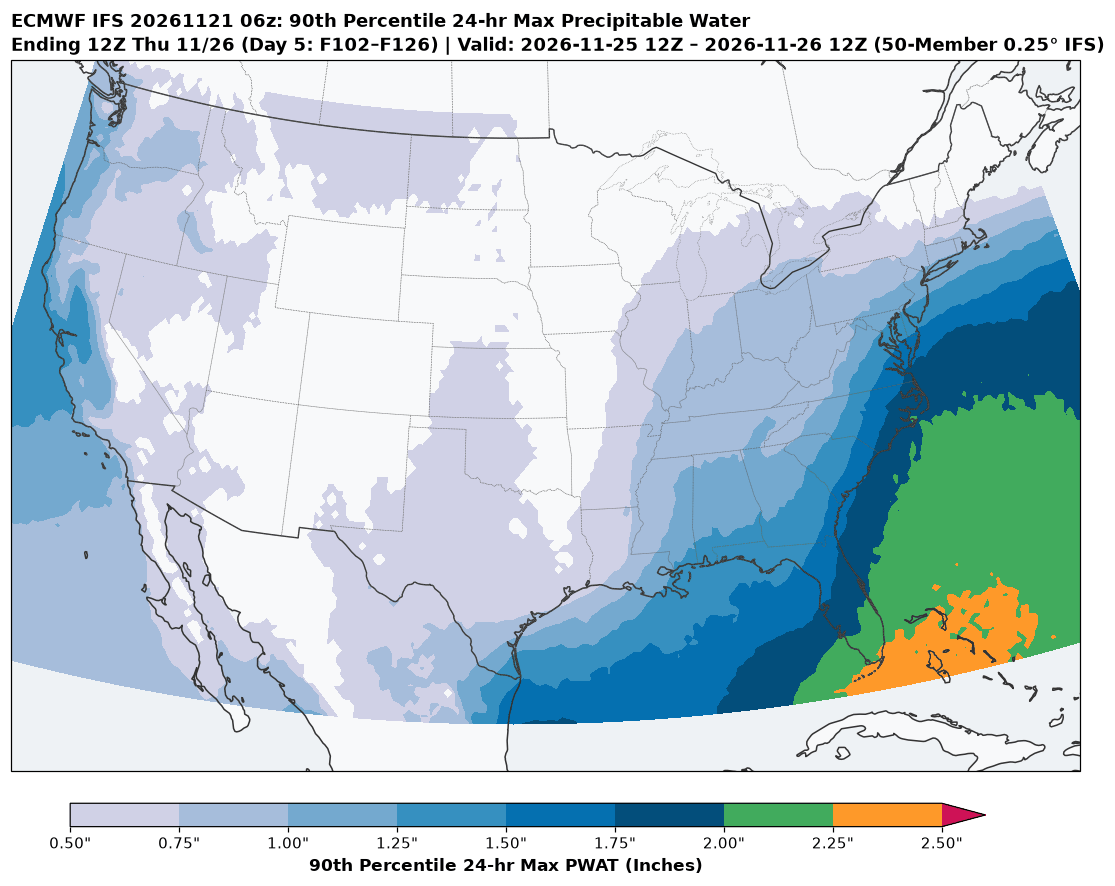 ECMWF IFS 20261121 06z: 90th Percentile 24-hr Max Precipitable Water
Ending 12Z Thu 11/26 (Day 5: F102–F126) | Valid: 2026-11-25 12Z – 2026-11-26 12Z (50-Member 0.25° IFS)
0.50" 0.75" 1.00" 1.25" 1.50" 1.75" 2.00" 2.25" 2.50"
90th Percentile 24-hr Max PWAT (Inches)